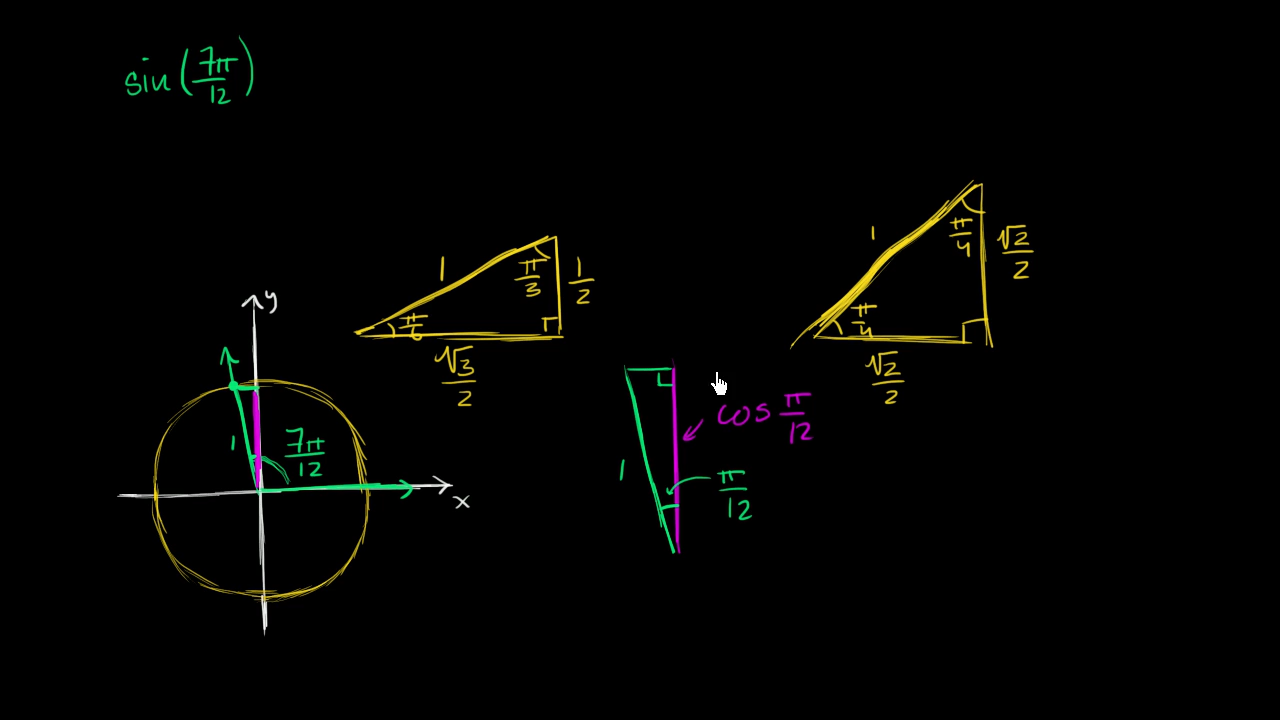 sin(7π/12)
1
π/3
1/2
π/6
√3/2
1
π/4
√2/2
π/4
√2/2
y
1
7π/12
x
cos π/12
1
π/12